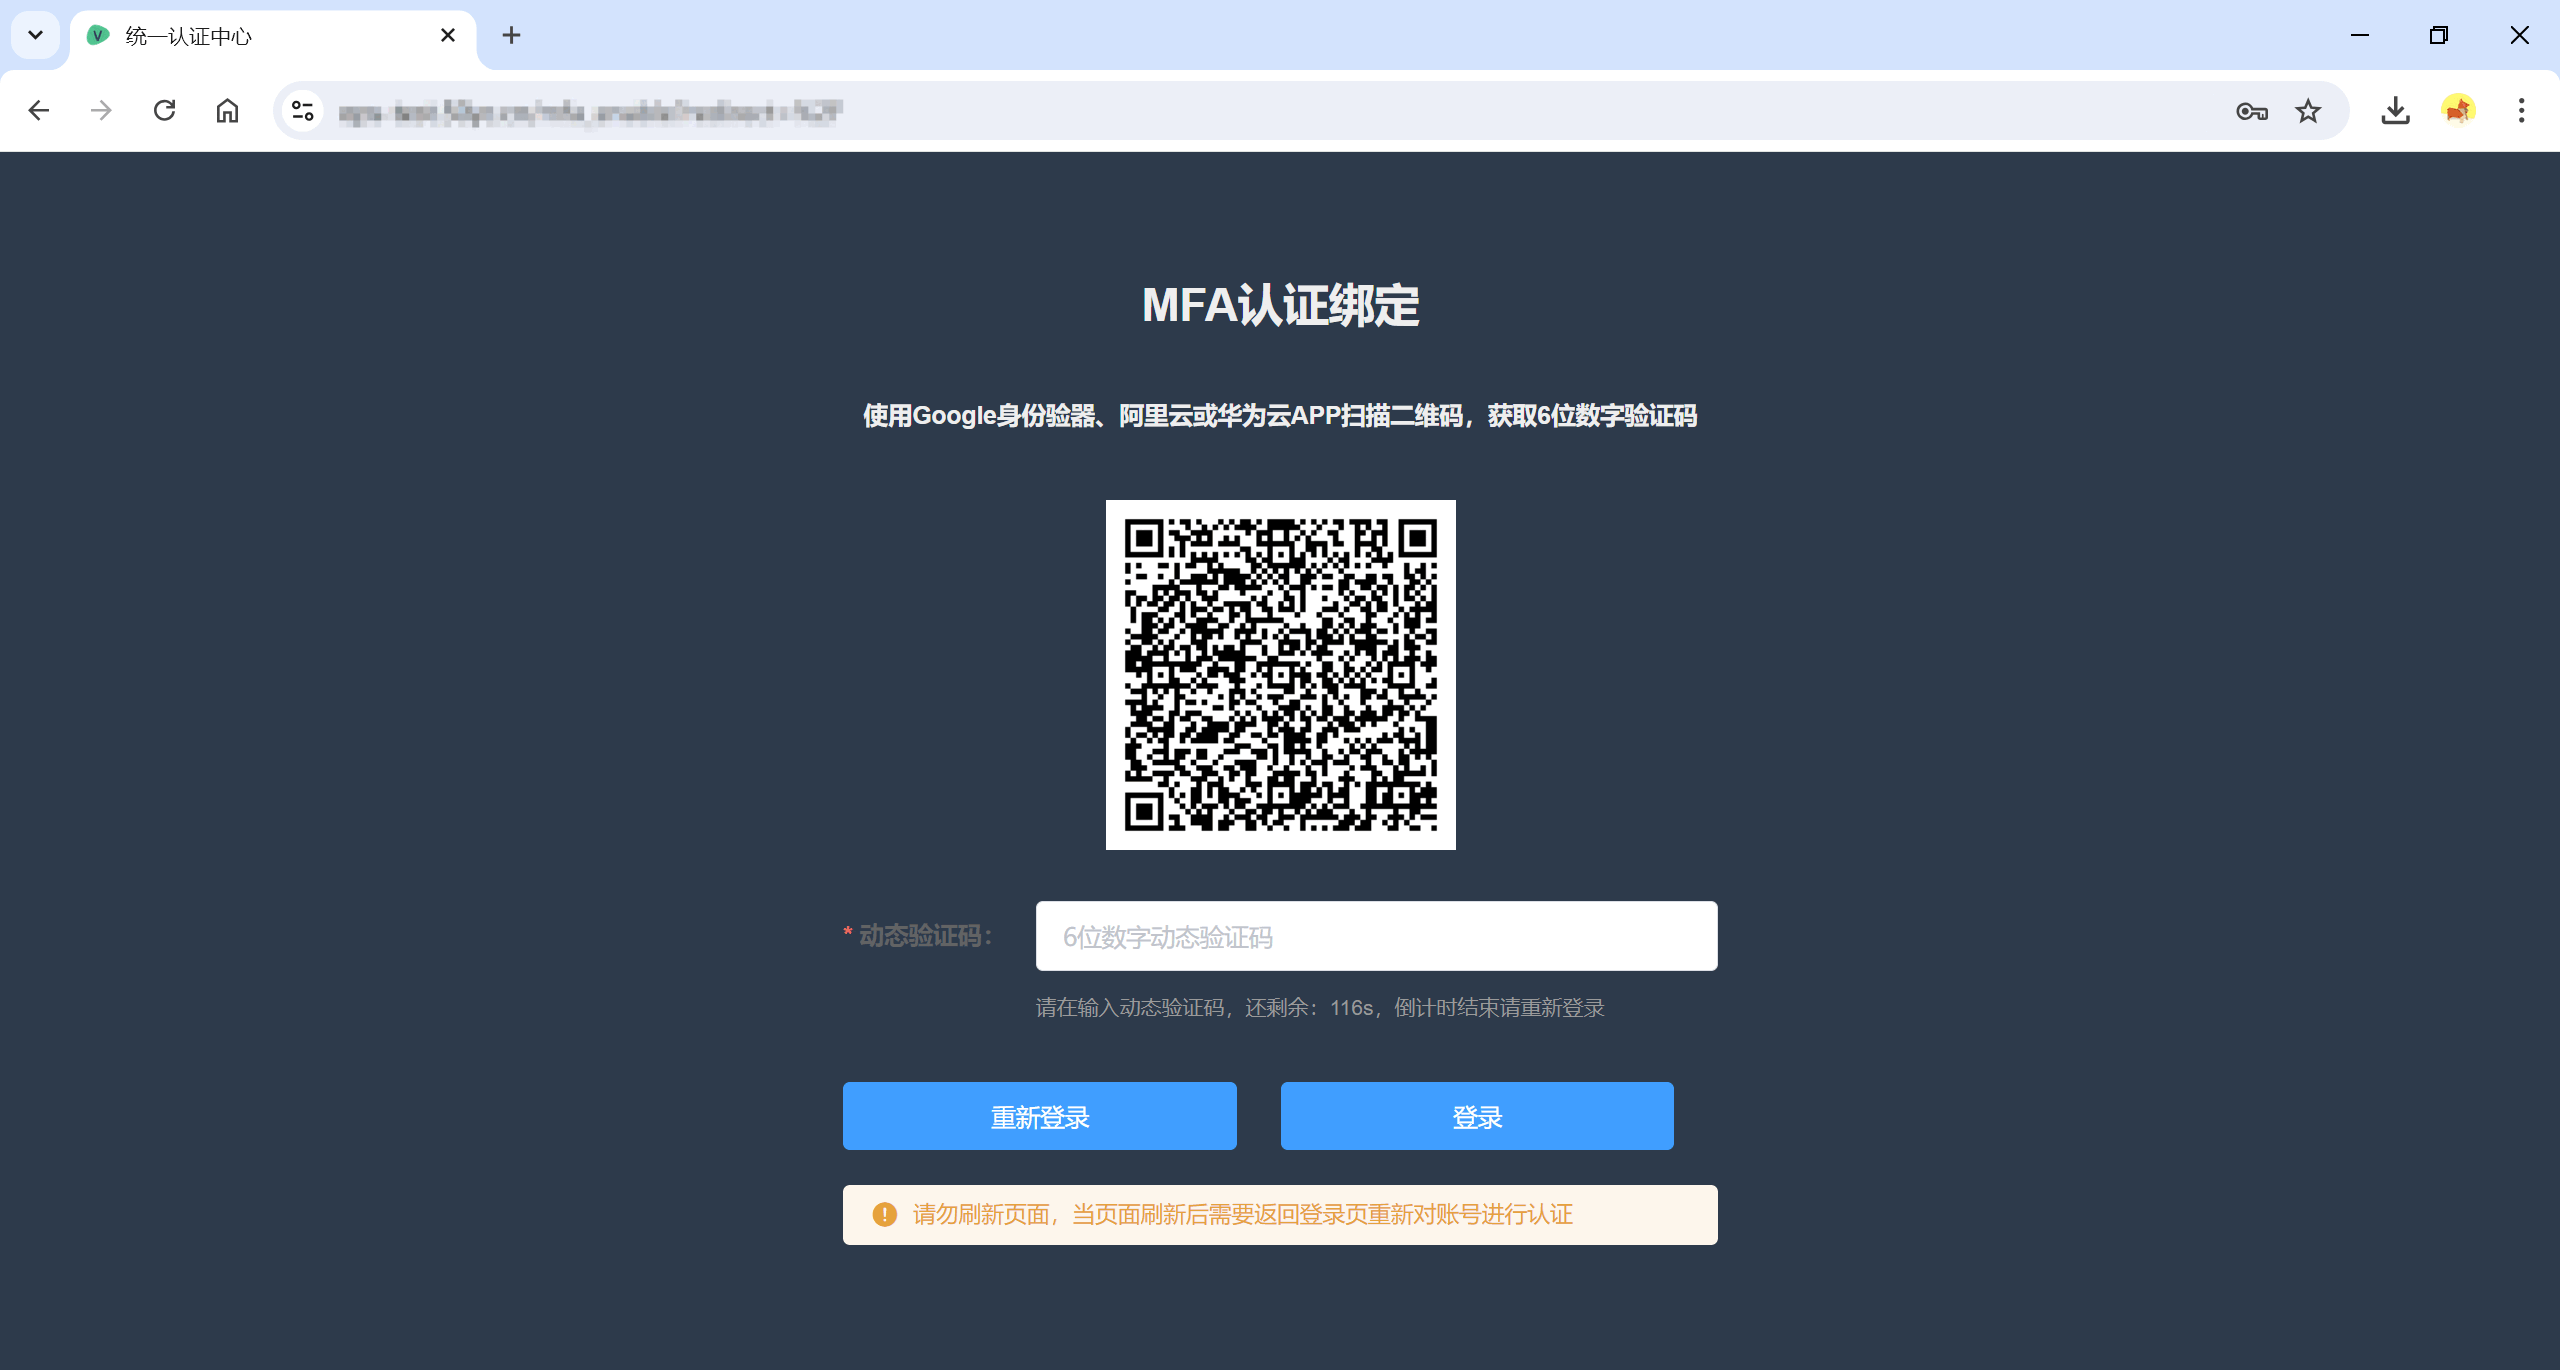 统一认证中心
MFA认证绑定
使用Google身份验器、阿里云或华为云APP扫描二维码，获取6位数字验证码
* 动态验证码：
6位数字动态验证码
请在输入动态验证码，还剩余：116s，倒计时结束请重新登录
重新登录
登录
请勿刷新页面，当页面刷新后需要返回登录页重新对账号进行认证